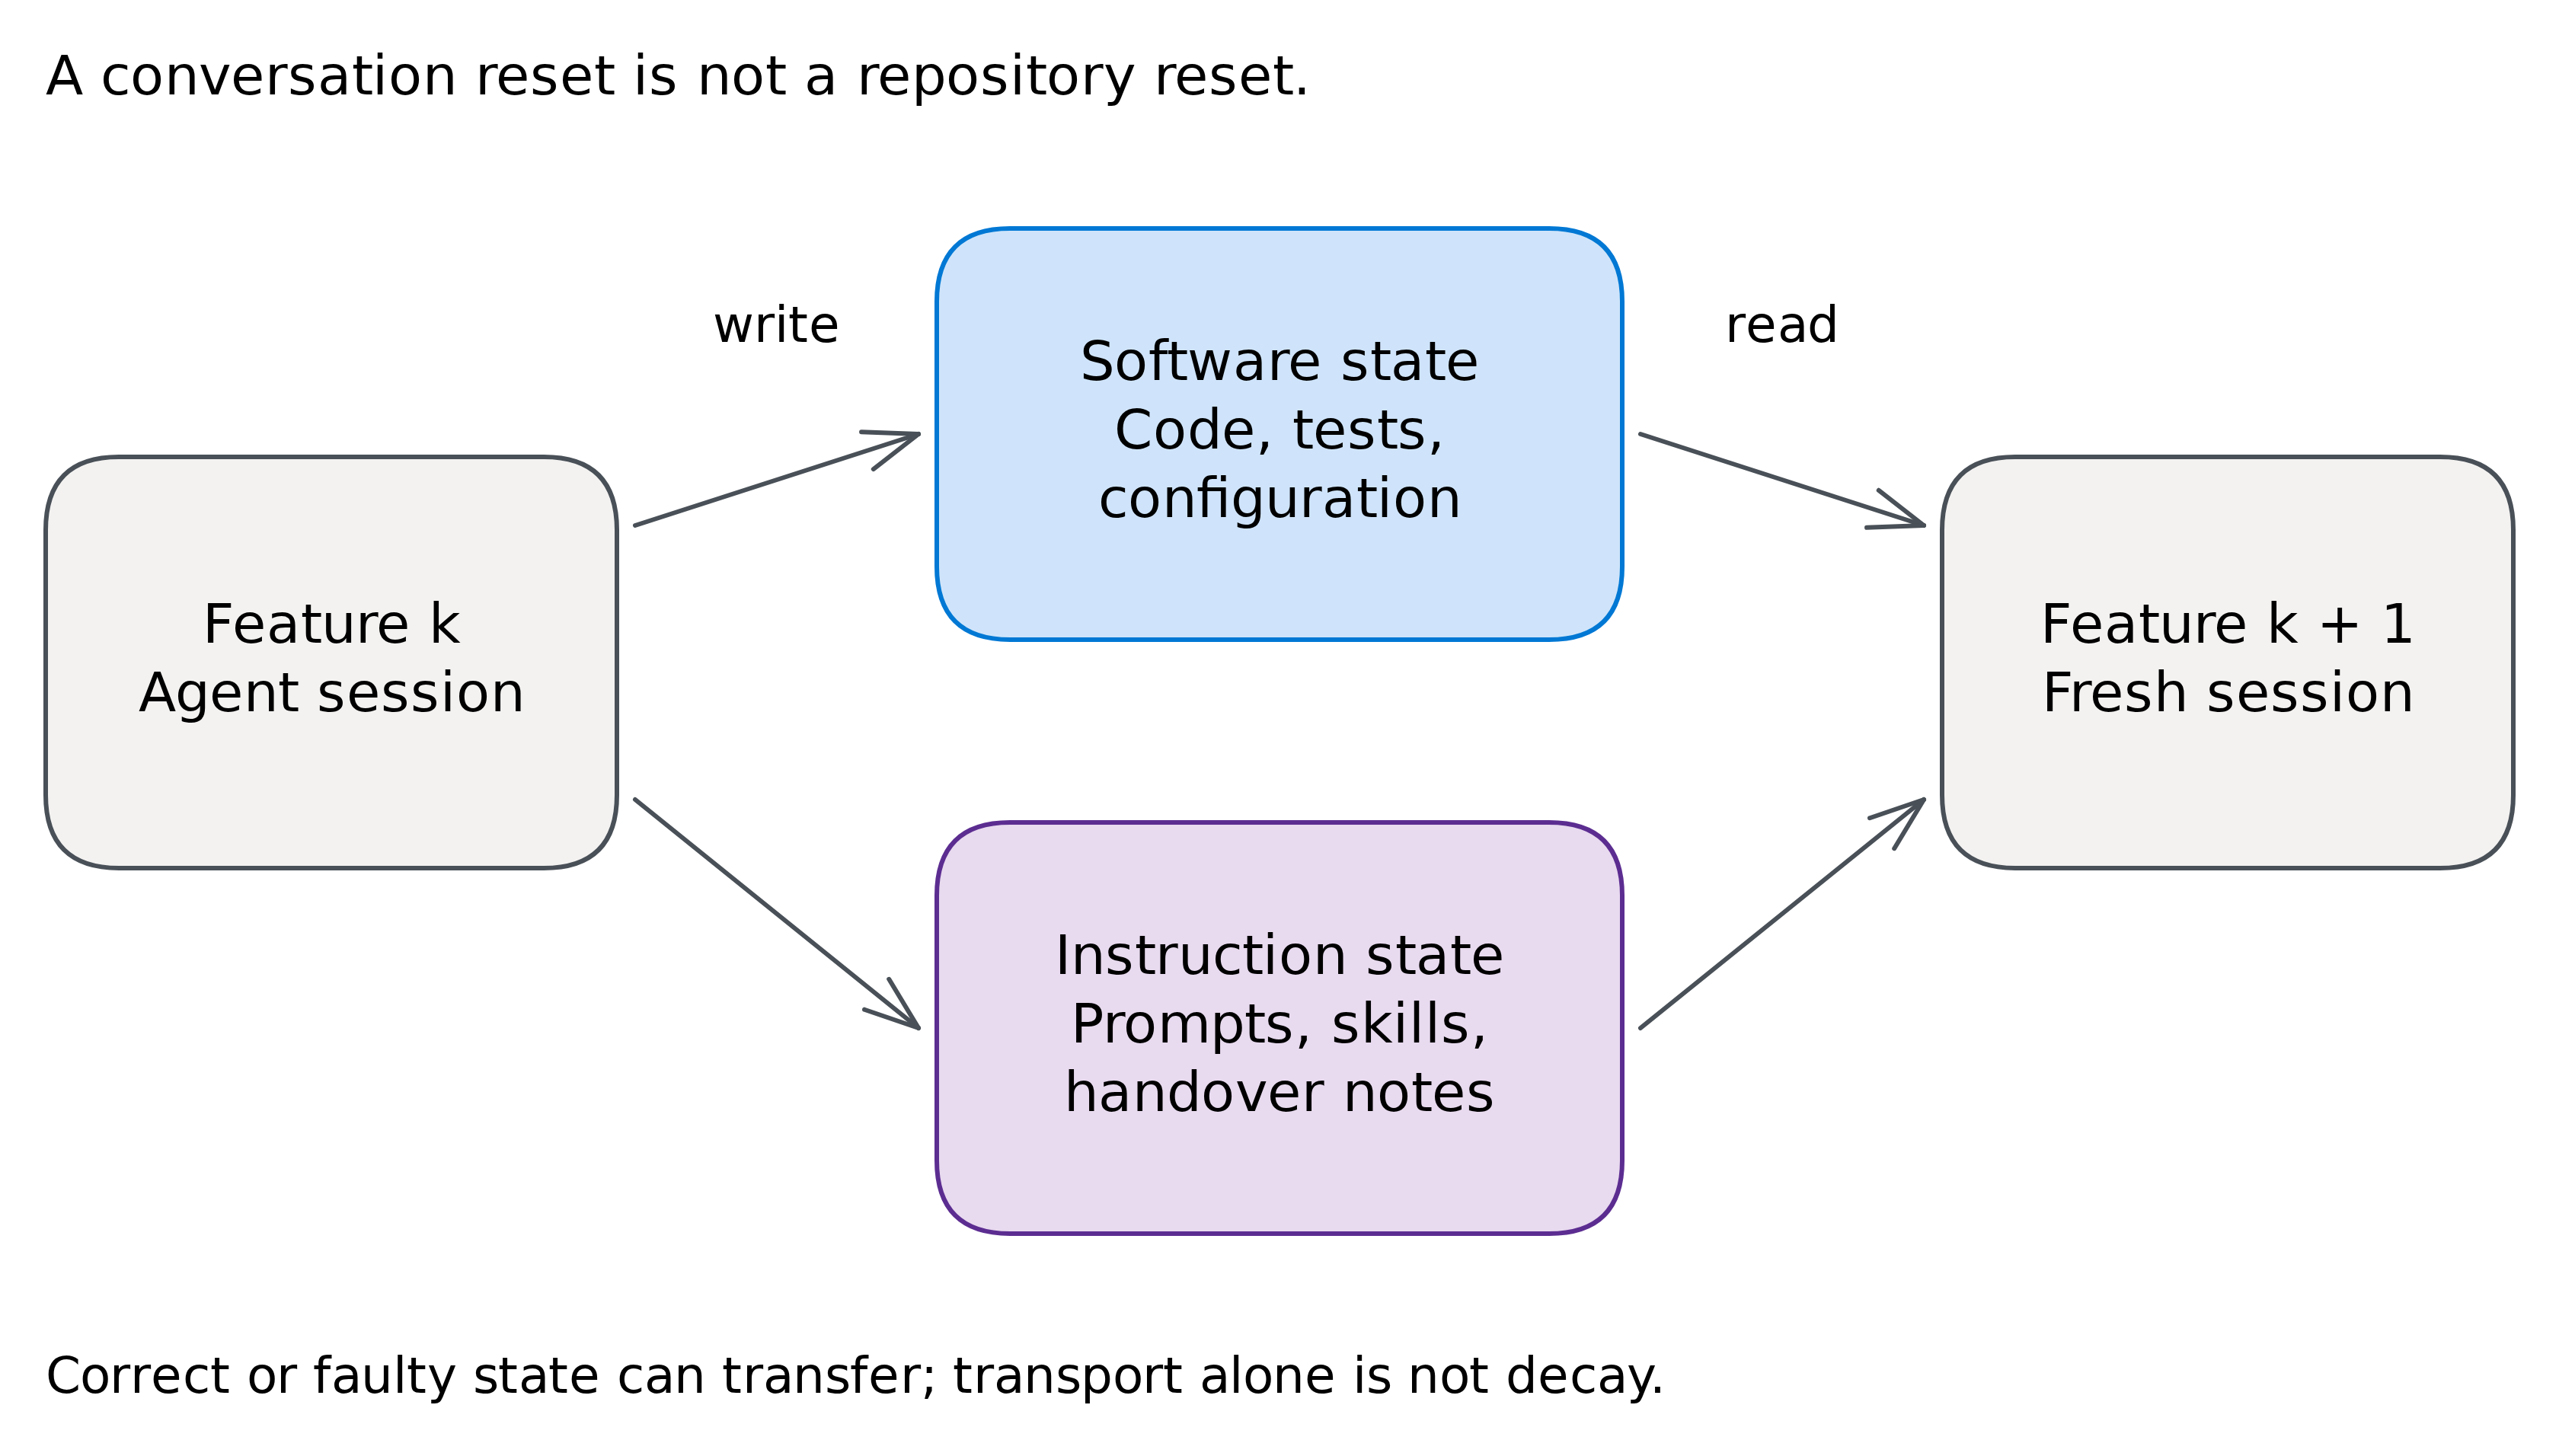 A conversation reset is not a repository reset.
write
read
Software state
Code, tests,
configuration
Feature k
Agent session
Feature k + 1
Fresh session
Instruction state
Prompts, skills,
handover notes
Correct or faulty state can transfer; transport alone is not decay.